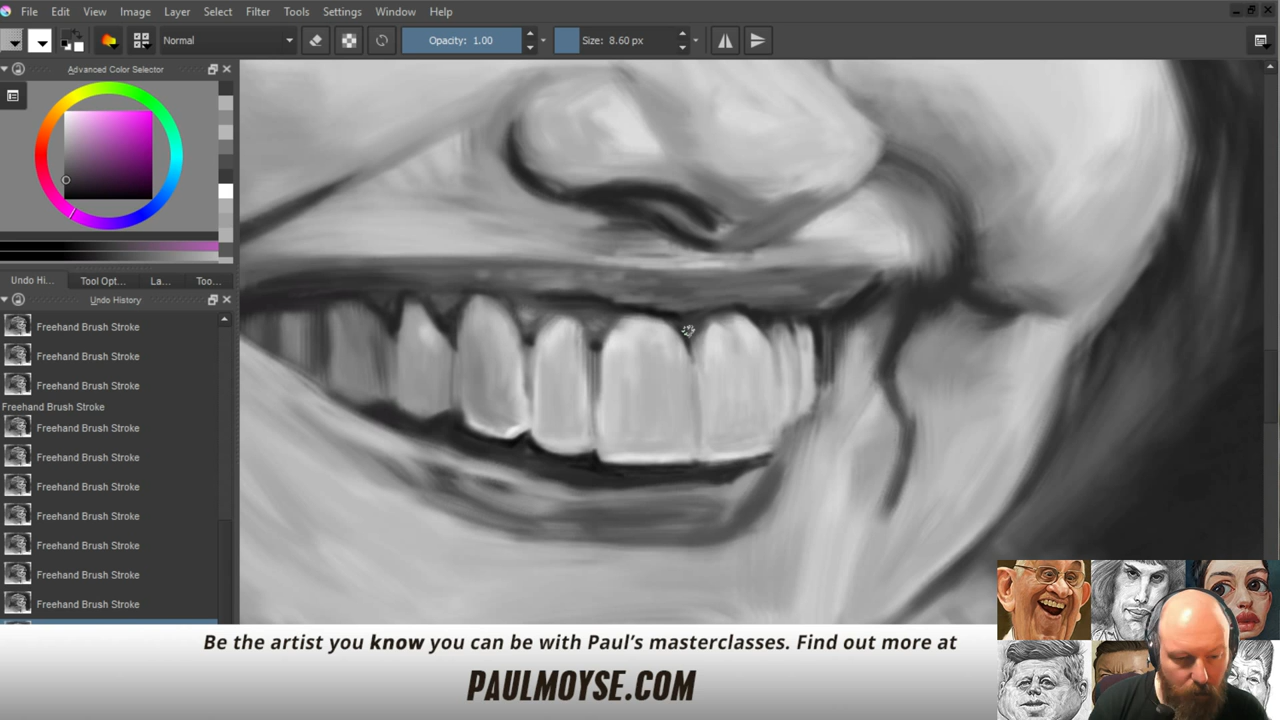 File Edit View Image Layer Select Filter Tools Settings Window Help
Normal Opacity: 1.00 Size: 8.60 px
Advanced Color Selector
Undo Hi... Tool Opt... La... Too...
Undo History
Freehand Brush Stroke
Freehand Brush Stroke
Freehand Brush Stroke
Freehand Brush Stroke
Freehand Brush Stroke
Freehand Brush Stroke
Freehand Brush Stroke
Freehand Brush Stroke
Freehand Brush Stroke
Freehand Brush Stroke
Freehand Brush Stroke
Be the artist you know you can be with Paul's masterclasses. Find out more at
PAULMOYSE.COM